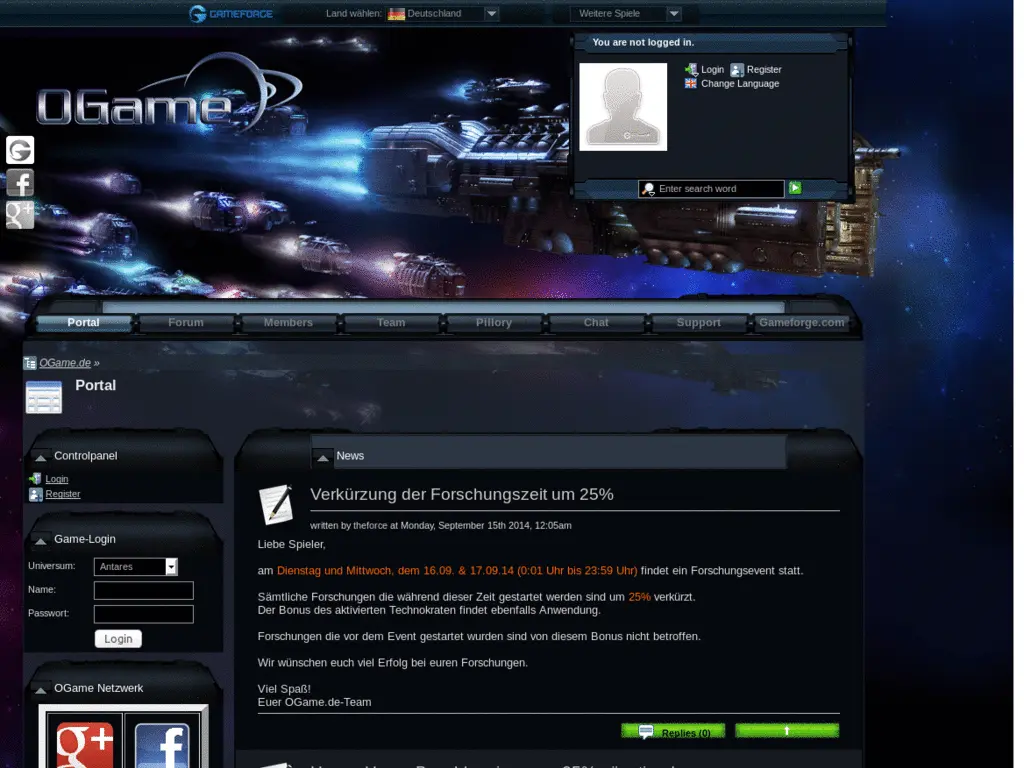 GAMEFORGE
Land wählen: Deutschland
Weitere Spiele
You are not logged in.
OGame
Login Register
Change Language
Enter search word
Portal Forum Members Team Pillory Chat Support Gameforge.com
OGame.de »
Portal
Controlpanel
Login
Register
Game-Login
Universum: Antares
Name:
Passwort:
Login
OGame Netzwerk
g+ f
News
Verkürzung der Forschungszeit um 25%
written by theforce at Monday, September 15th 2014, 12:05am
Liebe Spieler,
am Dienstag und Mittwoch, dem 16.09. & 17.09.14 (0:01 Uhr bis 23:59 Uhr) findet ein Forschungsevent statt.
Sämtliche Forschungen die während dieser Zeit gestartet werden sind um 25% verkürzt.
Der Bonus des aktivierten Technokraten findet ebenfalls Anwendung.
Forschungen die vor dem Event gestartet wurden sind von diesem Bonus nicht betroffen.
Wir wünschen euch viel Erfolg bei euren Forschungen.
Viel Spaß!
Euer OGame.de-Team
Replies (0)